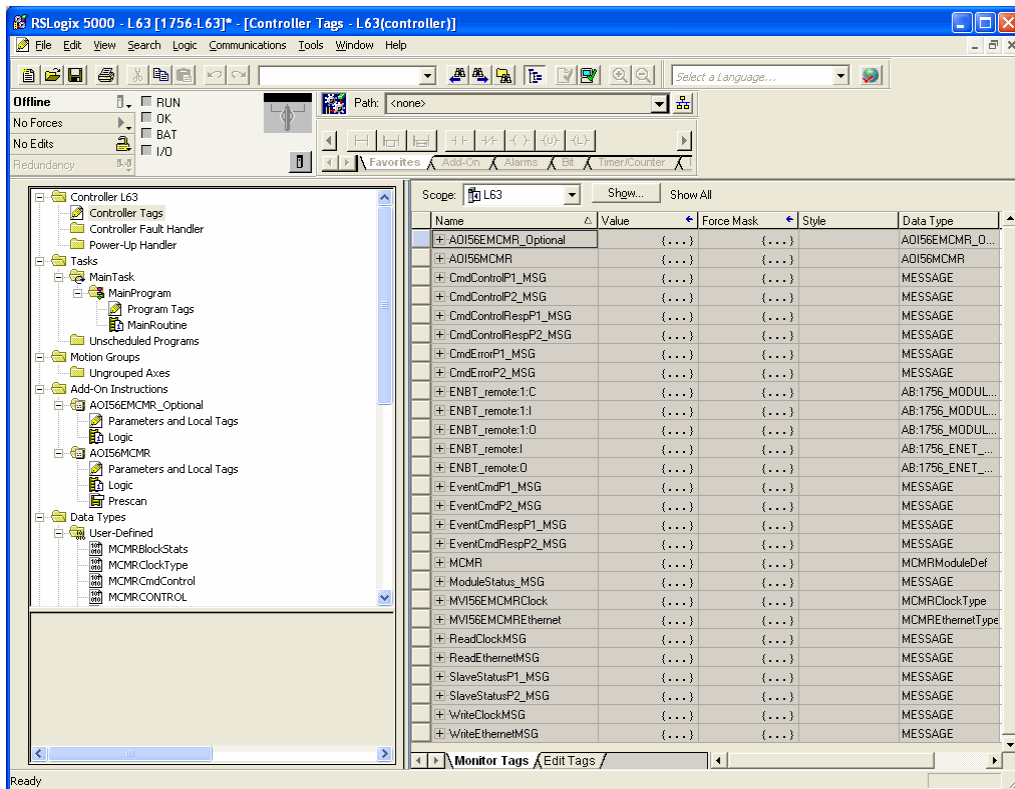 RSLogix 5000 - L63 [1756-L63]* - [Controller Tags - L63(controller)]
File Edit View Search Logic Communications Tools Window Help
Select a Language...
Offline
RUN
No Forces
OK
No Edits
BAT
Redundancy
I/O
Path: <none>
Favorites Add-On Alarms Bit Timer/Counter
Controller L63
Controller Tags
Controller Fault Handler
Power-Up Handler
Tasks
MainTask
MainProgram
Program Tags
MainRoutine
Unscheduled Programs
Motion Groups
Ungrouped Axes
Add-On Instructions
AOI56EMCMR_Optional
Parameters and Local Tags
Logic
AOI56MCMR
Parameters and Local Tags
Logic
Prescan
Data Types
User-Defined
MCMRBlockStats
MCMRClockType
MCMRCmdControl
MCMRCONTROL
Scope: L63 Show... Show All
Name Value Force Mask Style Data Type
AOI56EMCMR_Optional {...} {...} AOI56EMCMR_O...
AOI56MCMR {...} {...} AOI56MCMR
CmdControlP1_MSG {...} {...} MESSAGE
CmdControlP2_MSG {...} {...} MESSAGE
CmdControlRespP1_MSG {...} {...} MESSAGE
CmdControlRespP2_MSG {...} {...} MESSAGE
CmdErrorP1_MSG {...} {...} MESSAGE
CmdErrorP2_MSG {...} {...} MESSAGE
ENBT_remote:1:C {...} {...} AB:1756_MODUL...
ENBT_remote:1:I {...} {...} AB:1756_MODUL...
ENBT_remote:1:O {...} {...} AB:1756_MODUL...
ENBT_remote:I {...} {...} AB:1756_ENET_...
ENBT_remote:O {...} {...} AB:1756_ENET_...
EventCmdP1_MSG {...} {...} MESSAGE
EventCmdP2_MSG {...} {...} MESSAGE
EventCmdRespP1_MSG {...} {...} MESSAGE
EventCmdRespP2_MSG {...} {...} MESSAGE
MCMR {...} {...} MCMRModuleDef
ModuleStatus_MSG {...} {...} MESSAGE
MVI56EMCMRClock {...} {...} MCMRClockType
MVI56EMCMREthernet {...} {...} MCMREthernetType
ReadClockMSG {...} {...} MESSAGE
ReadEthernetMSG {...} {...} MESSAGE
SlaveStatusP1_MSG {...} {...} MESSAGE
SlaveStatusP2_MSG {...} {...} MESSAGE
WriteClockMSG {...} {...} MESSAGE
WriteEthernetMSG {...} {...} MESSAGE
Monitor Tags Edit Tags
Ready